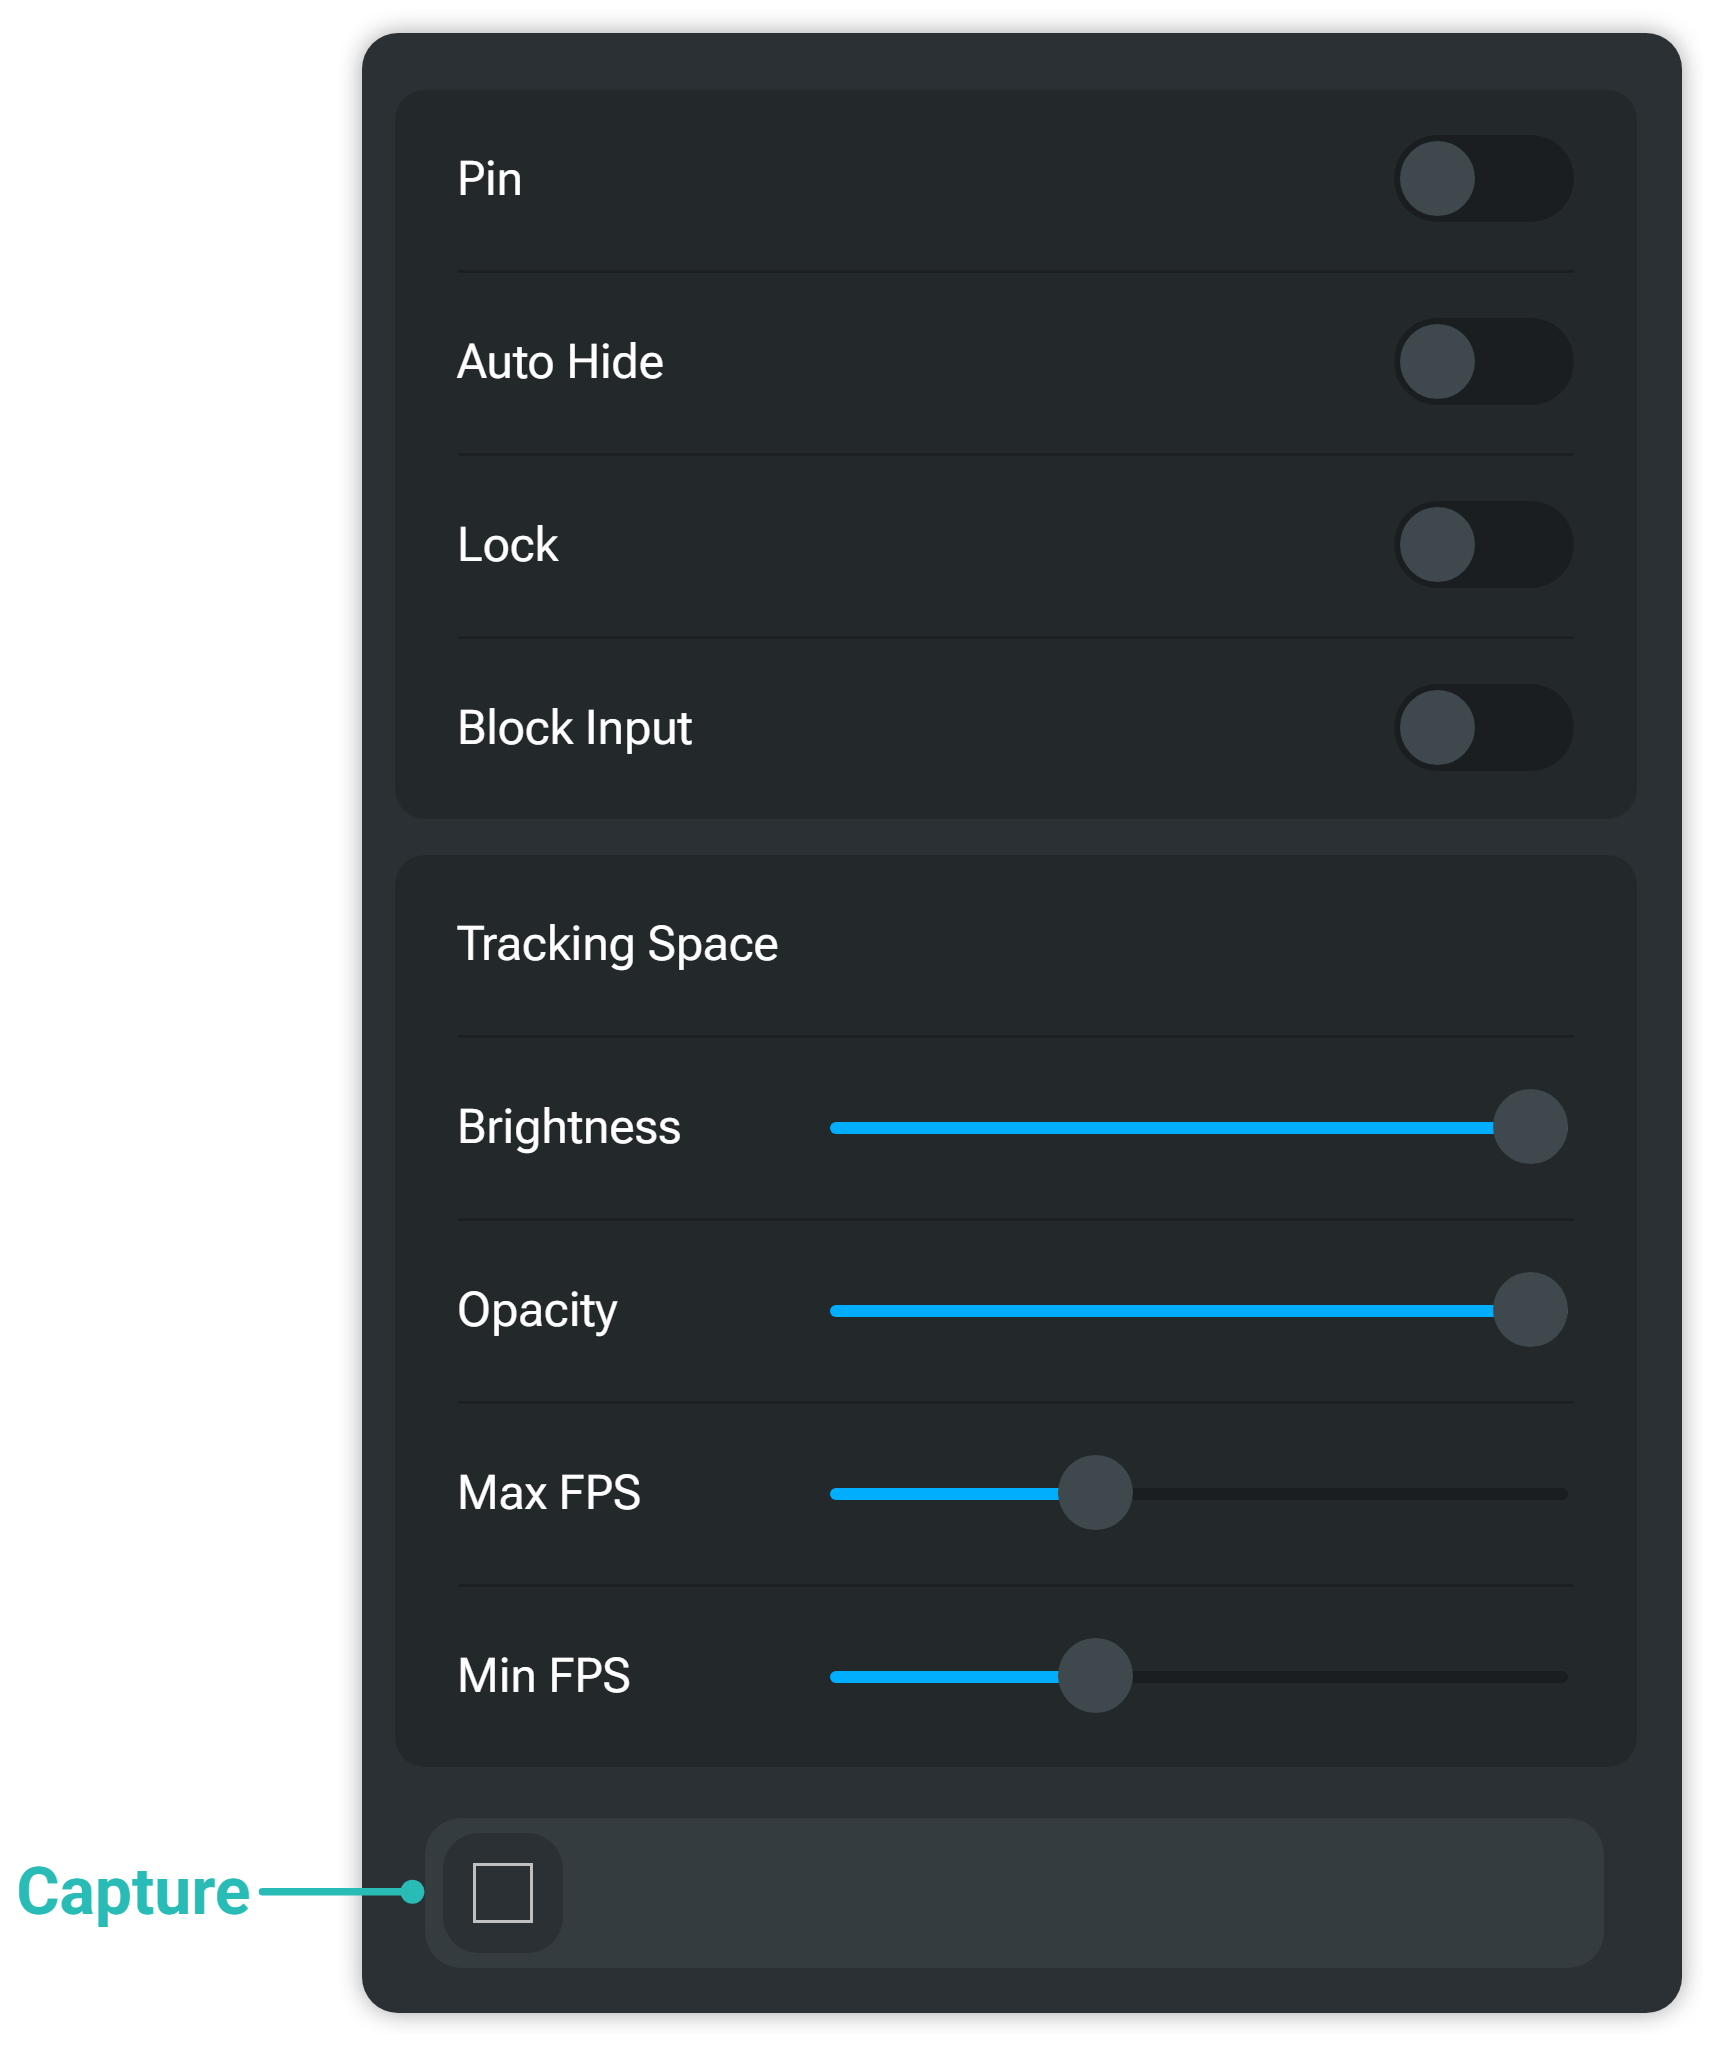 Pin
Auto Hide
Lock
Block Input
Tracking Space
Brightness
Opacity
Max FPS
Min FPS
Capture